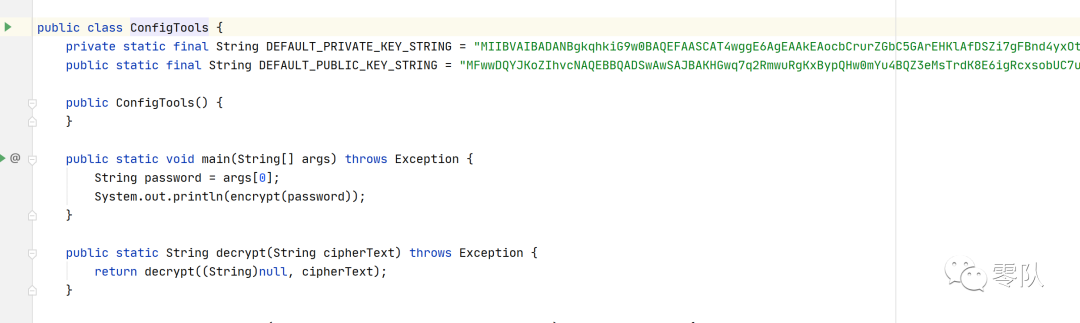 public class ConfigTools {
private static final String DEFAULT_PRIVATE_KEY_STRING = "MIIBVAIBADANBgkqhkiG9w0BAQEFAASCAT4wggE6AgEAAkEAocbCrurZGbC5GArEHKlAfDSZi7gFBnd4yxOt
public static final String DEFAULT_PUBLIC_KEY_STRING = "MFwwDQYJKoZIhvcNAQEBBQADSwAwSAJBAKHGwq7q2RmwuRgKxBypQHw0mYu4BQZ3eMsTrdK8E6igRcxsobUC7u
public ConfigTools() {
}
@
public static void main(String[] args) throws Exception {
String password = args[0];
System.out.println(encrypt(password));
}
public static String decrypt(String cipherText) throws Exception {
return decrypt((String)null, cipherText);
}
零队